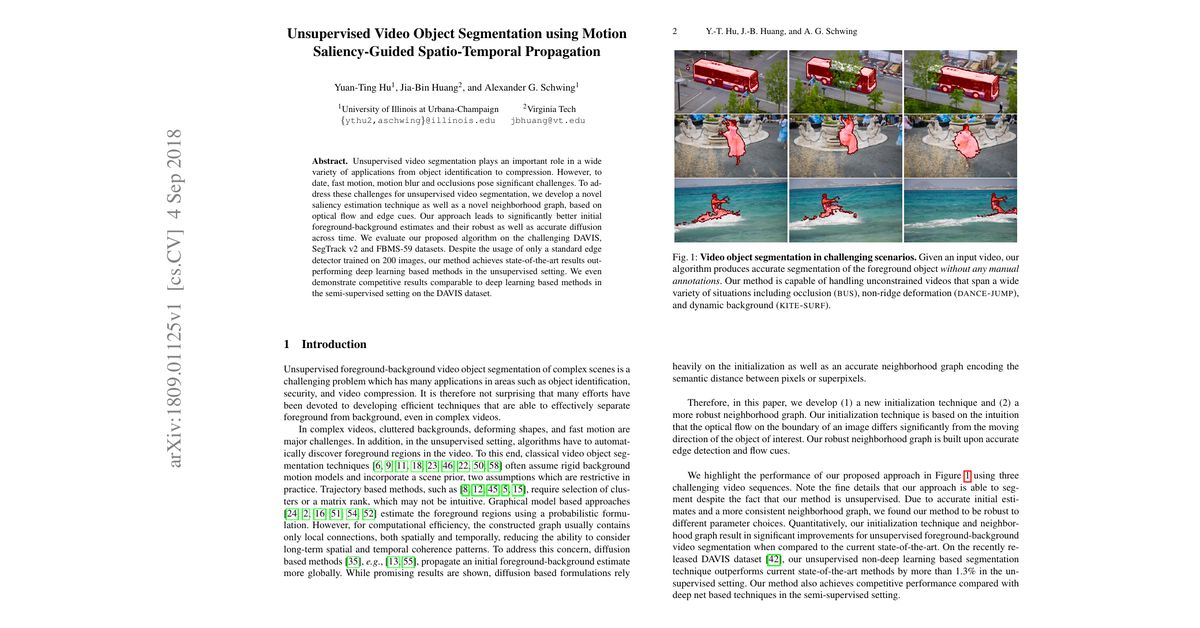 arXiv:1809.01125v1 [cs.CV] 4 Sep 2018
Unsupervised Video Object Segmentation using Motion
Saliency-Guided Spatio-Temporal Propagation
Yuan-Ting Hu1, Jia-Bin Huang2, and Alexander G. Schwing1
1University of Illinois at Urbana-Champaign 2Virginia Tech
{ythu2,aschwing}@illinois.edu jbhuang@vt.edu
Abstract. Unsupervised video segmentation plays an important role in a wide
variety of applications from object identification to compression. However, to
date, fast motion, motion blur and occlusions pose significant challenges. To ad-
dress these challenges for unsupervised video segmentation, we develop a novel
saliency estimation technique as well as a novel neighborhood graph, based on
optical flow and edge cues. Our approach leads to significantly better initial
foreground-background estimates and their robust as well as accurate diffusion
across time. We evaluate our proposed algorithm on the challenging DAVIS,
SegTrack v2 and FBMS-59 datasets. Despite the usage of only a standard edge
detector trained on 200 images, our method achieves state-of-the-art results out-
performing deep learning based methods in the unsupervised setting. We even
demonstrate competitive results comparable to deep learning based methods in
the semi-supervised setting on the DAVIS dataset.
1 Introduction
Unsupervised foreground-background video object segmentation of complex scenes is a
challenging problem which has many applications in areas such as object identification,
security, and video compression. It is therefore not surprising that many efforts have
been devoted to developing efficient techniques that are able to effectively separate
foreground from background, even in complex videos.
In complex videos, cluttered backgrounds, deforming shapes, and fast motion are
major challenges. In addition, in the unsupervised setting, algorithms have to automati-
cally discover foreground regions in the video. To this end, classical video object seg-
mentation techniques [6, 9, 11, 18, 23, 46, 22, 50, 58] often assume rigid background
motion models and incorporate a scene prior, two assumptions which are restrictive in
practice. Trajectory based methods, such as [8, 12, 45, 5, 15], require selection of clus-
ters or a matrix rank, which may not be intuitive. Graphical model based approaches
[24, 2, 16, 51, 54, 52] estimate the foreground regions using a probabilistic formu-
lation. However, for computational efficiency, the constructed graph usually contains
only local connections, both spatially and temporally, reducing the ability to consider
long-term spatial and temporal coherence patterns. To address this concern, diffusion
based methods [35], e.g., [13, 55], propagate an initial foreground-background estimate
more globally. While promising results are shown, diffusion based formulations rely
2 Y.-T. Hu, J.-B. Huang, and A. G. Schwing
Fig. 1: Video object segmentation in challenging scenarios. Given an input video, our
algorithm produces accurate segmentation of the foreground object without any manual
annotations. Our method is capable of handling unconstrained videos that span a wide
variety of situations including occlusion (BUS), non-ridge deformation (DANCE-JUMP),
and dynamic background (KITE-SURF).
heavily on the initialization as well as an accurate neighborhood graph encoding the
semantic distance between pixels or superpixels.
Therefore, in this paper, we develop (1) a new initialization technique and (2) a
more robust neighborhood graph. Our initialization technique is based on the intuition
that the optical flow on the boundary of an image differs significantly from the moving
direction of the object of interest. Our robust neighborhood graph is built upon accurate
edge detection and flow cues.
We highlight the performance of our proposed approach in Figure 1 using three
challenging video sequences. Note the fine details that our approach is able to seg-
ment despite the fact that our method is unsupervised. Due to accurate initial esti-
mates and a more consistent neighborhood graph, we found our method to be robust to
different parameter choices. Quantitatively, our initialization technique and neighbor-
hood graph result in significant improvements for unsupervised foreground-background
video segmentation when compared to the current state-of-the-art. On the recently re-
leased DAVIS dataset [42], our unsupervised non-deep learning based segmentation
technique outperforms current state-of-the-art methods by more than 1.3% in the un-
supervised setting. Our method also achieves competitive performance compared with
deep net based techniques in the semi-supervised setting.